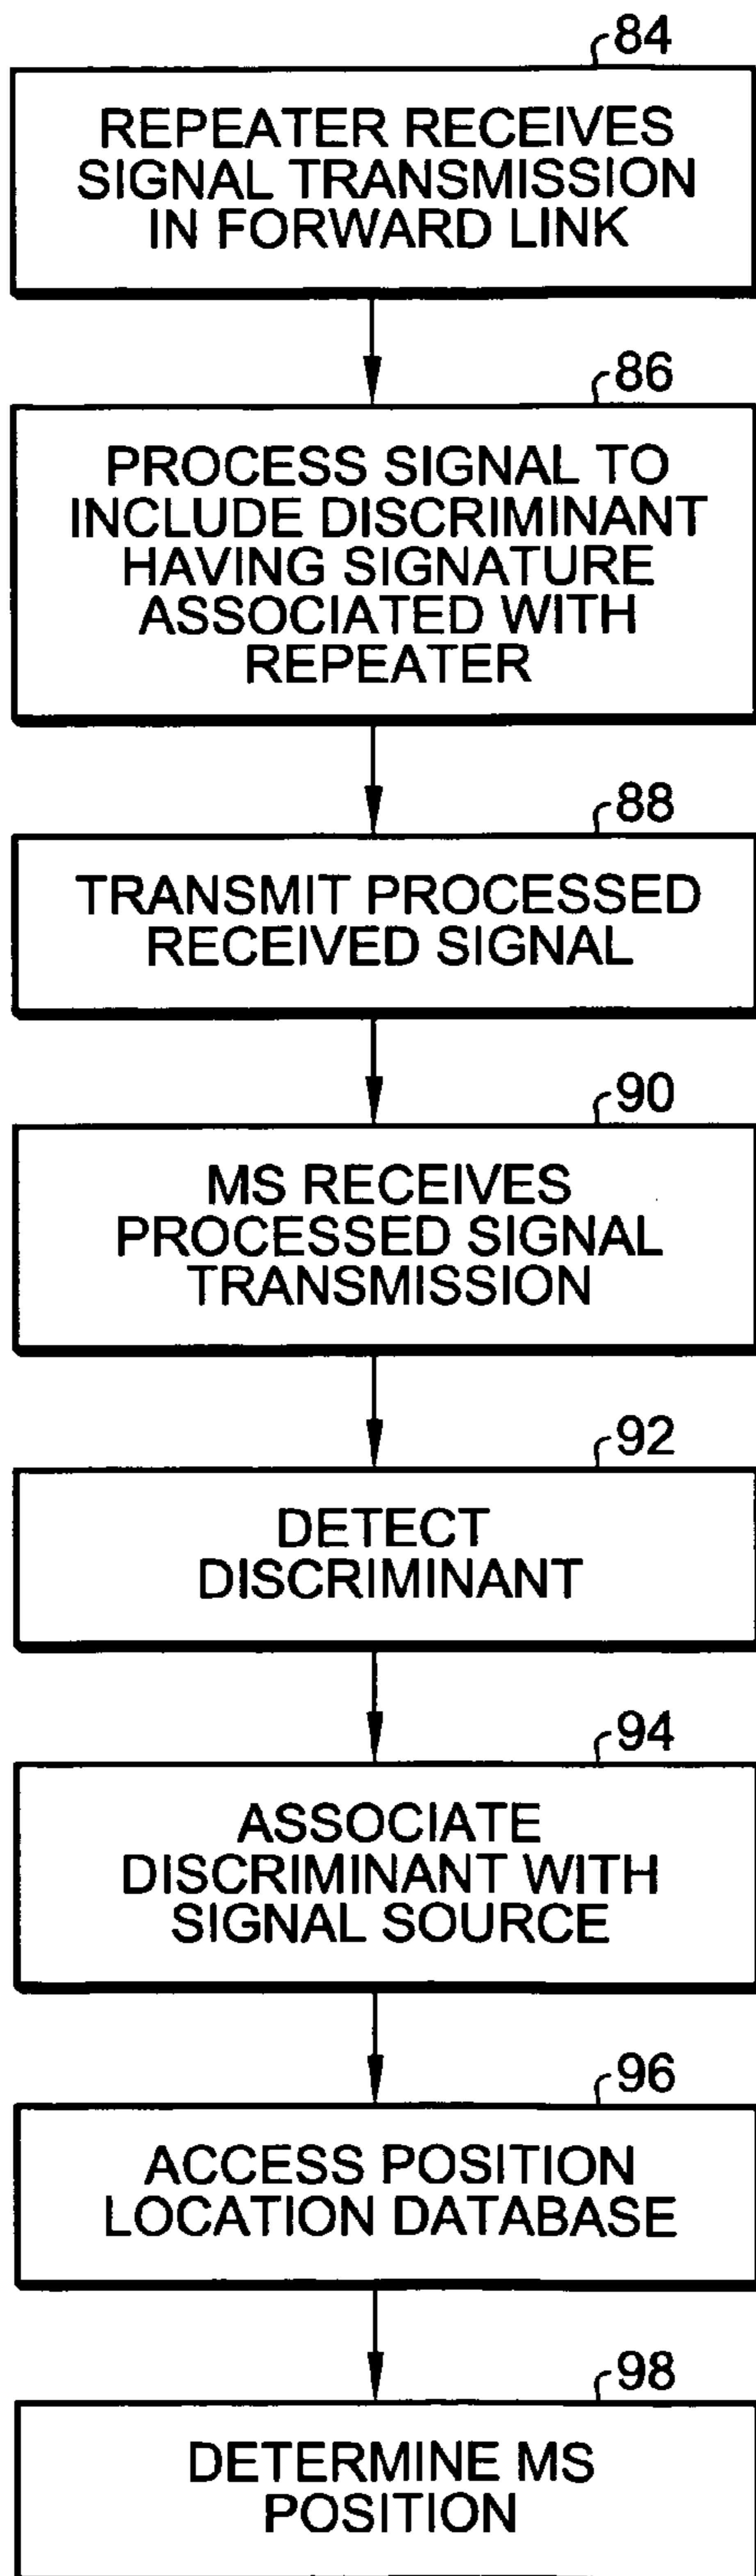 84
REPEATER RECEIVES
SIGNAL TRANSMISSION
IN FORWARD LINK
86
PROCESS SIGNAL TO
INCLUDE DISCRIMINANT
HAVING SIGNATURE
ASSOCIATED WITH
REPEATER
88
TRANSMIT PROCESSED
RECEIVED SIGNAL
90
MS RECEIVES
PROCESSED SIGNAL
TRANSMISSION
92
DETECT
DISCRIMINANT
94
ASSOCIATE
DISCRIMINANT WITH
SIGNAL SOURCE
96
ACCESS POSITION
LOCATION DATABASE
98
DETERMINE MS
POSITION